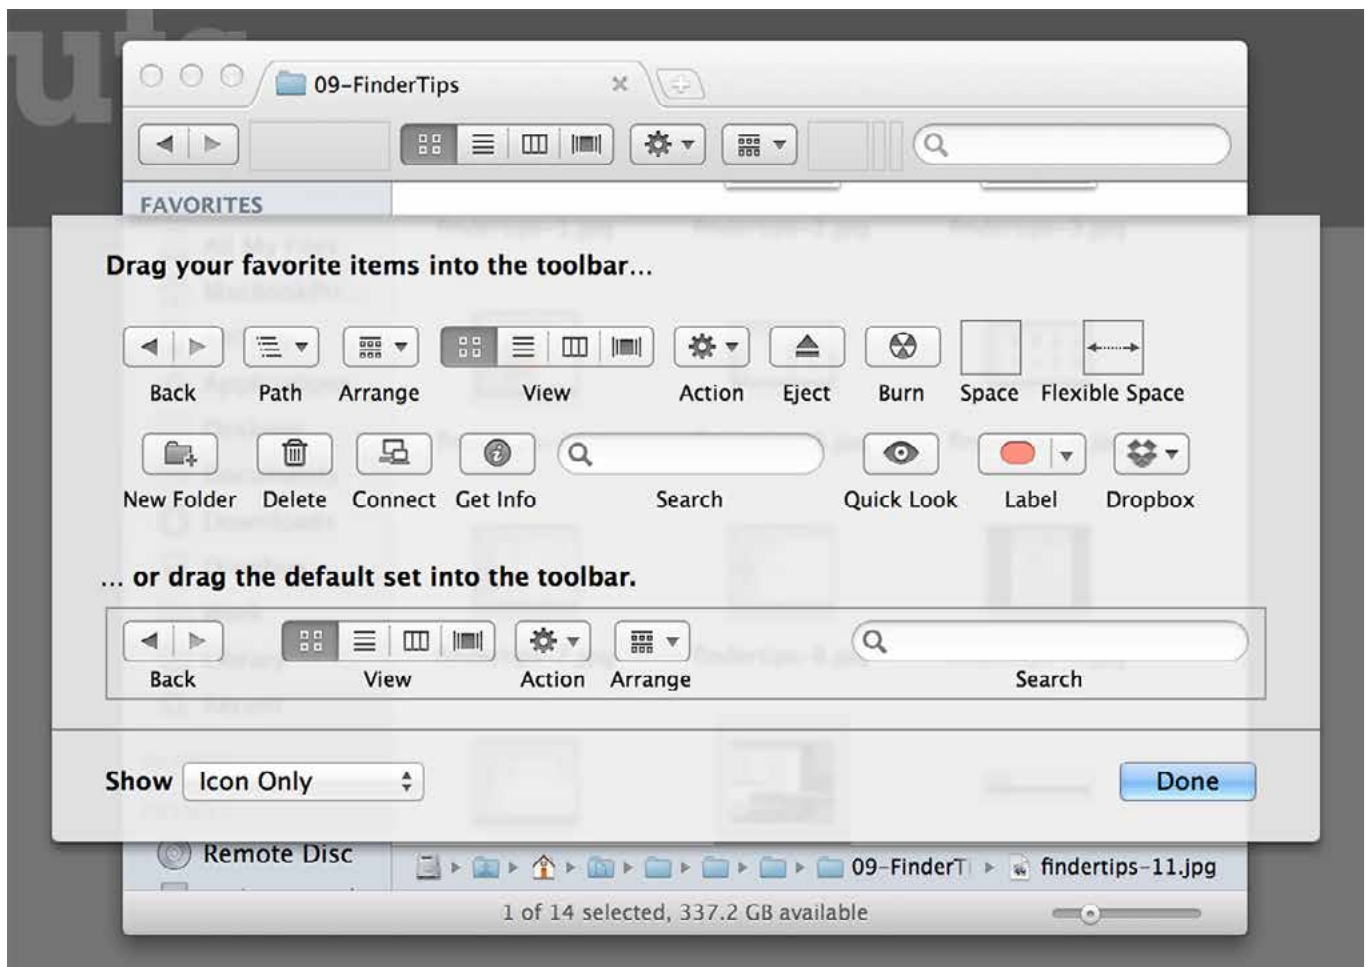 09-FinderTips
FAVORITES
Drag your favorite items into the toolbar...
Back Path Arrange View Action Eject Burn Space Flexible Space
New Folder Delete Connect Get Info Search Quick Look Label Dropbox
... or drag the default set into the toolbar.
Back View Action Arrange Search
Show Icon Only Done
Remote Disc
09-FinderTi findertips-11.jpg
1 of 14 selected, 337.2 GB available